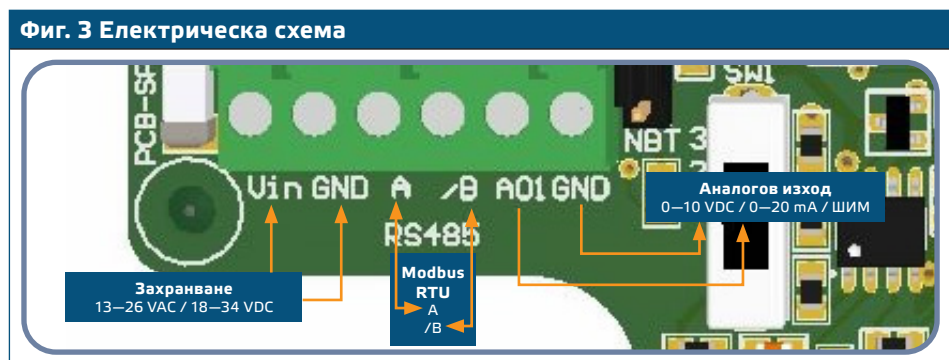 Фиг. 3 Електрическа схема
PCB-SF
SW1
NBT 3
Vin GND A /B AO1 GND
RS485
Аналогов изход
0—10 VDC / 0—20 mA / ШИМ
Захранване
13—26 VAC / 18—34 VDC
Modbus
RTU
A
/B